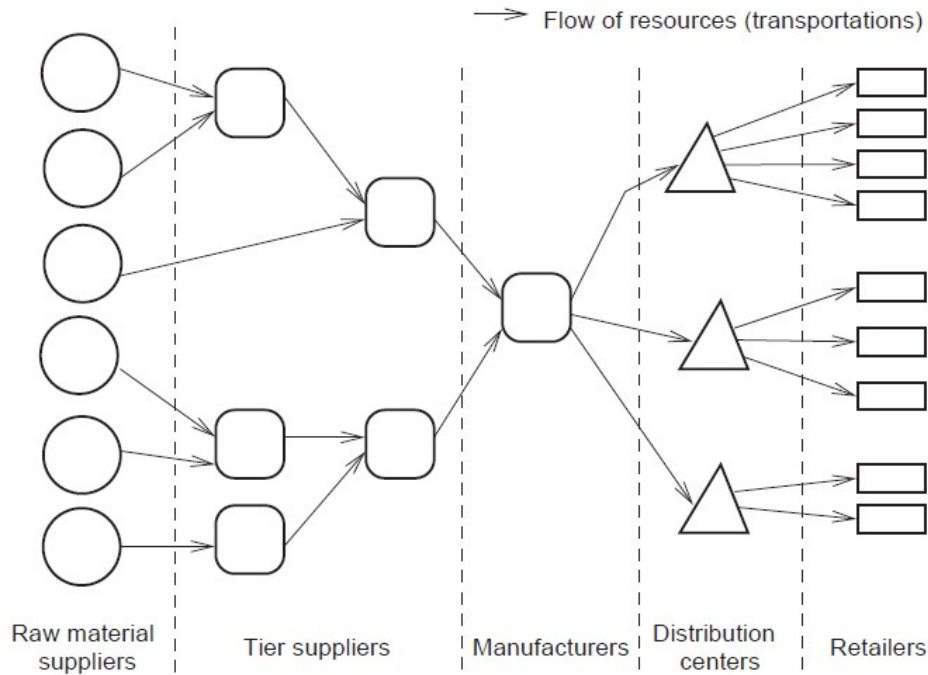 Flow of resources (transportations)
Raw material
suppliers
Tier suppliers
Manufacturers
Distribution
centers
Retailers